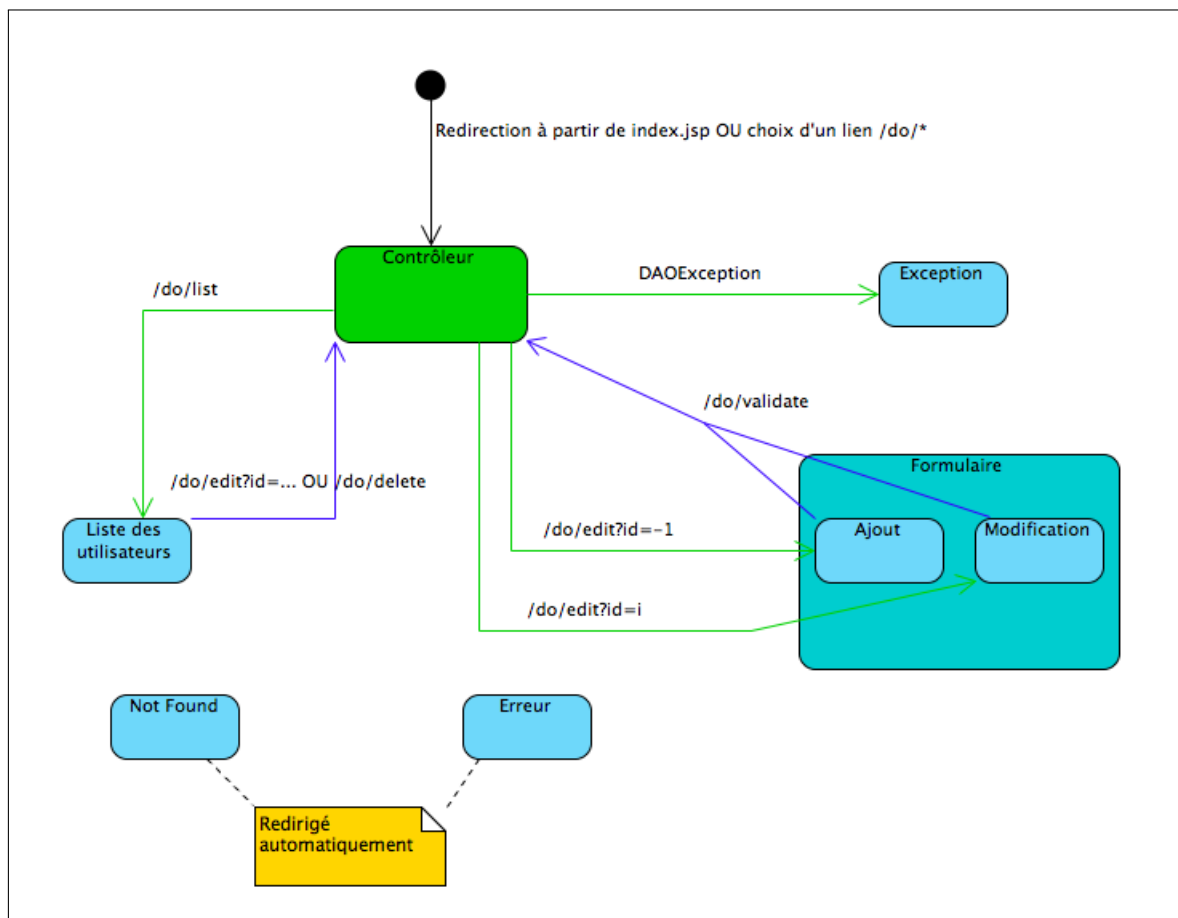 Redirection à partir de index.jsp OU choix d'un lien /do/*
Contrôleur
DAOException
Exception
/do/list
/do/validate
Formulaire
/do/edit?id=... OU /do/delete
Liste des
utilisateurs
/do/edit?id=-1
Ajout
Modification
/do/edit?id=i
Not Found
Erreur
Redirigé
automatiquement